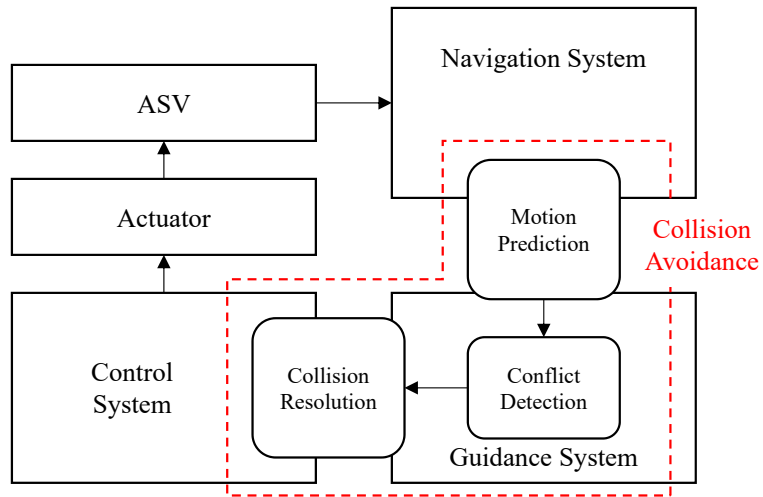 Navigation System
ASV
Actuator
Motion
Prediction
Collision
Avoidance
Control
System
Collision
Resolution
Conflict
Detection
Guidance System